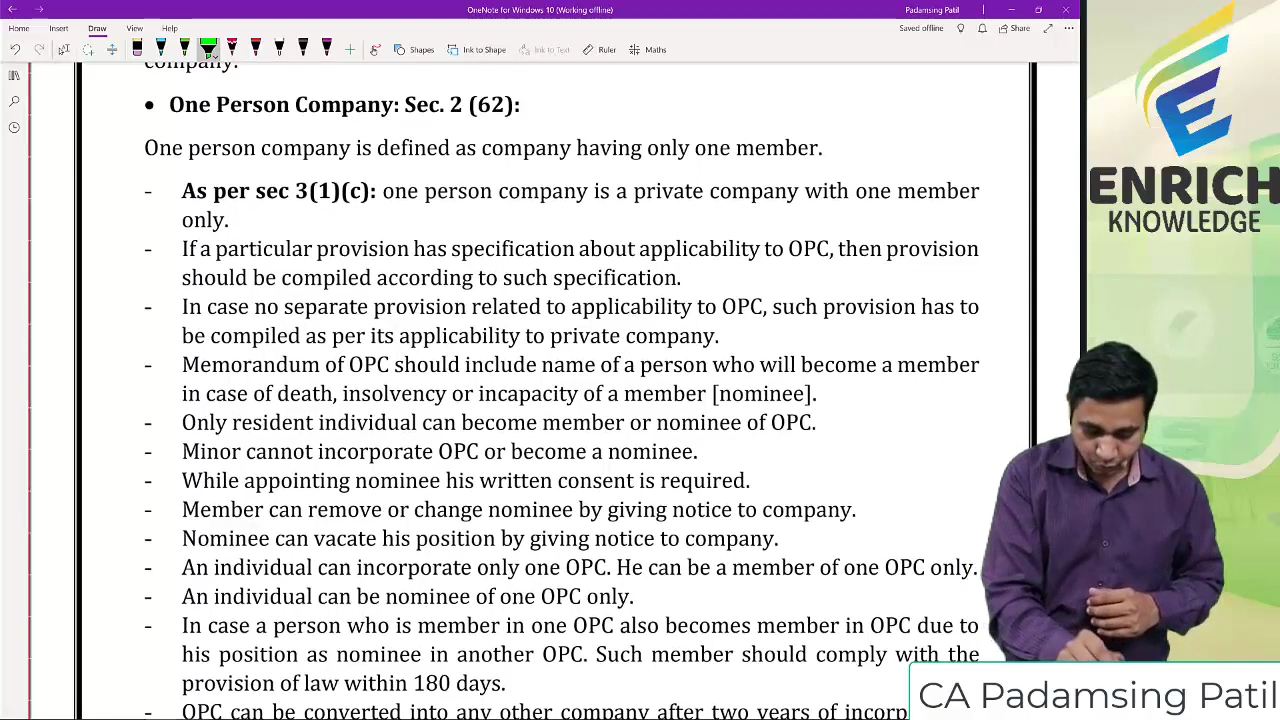 OneNote for Windows 10 (Working offline)
Padamsing Patil
Home Insert Draw View Help
Saved offline
Share
Shapes
Ink to Shape
Ink to Text
Ruler
Maths
company.
• One Person Company: Sec. 2 (62):
One person company is defined as company having only one member.
- As per sec 3(1)(c): one person company is a private company with one member
only.
- If a particular provision has specification about applicability to OPC, then provision
should be compiled according to such specification.
- In case no separate provision related to applicability to OPC, such provision has to
be compiled as per its applicability to private company.
- Memorandum of OPC should include name of a person who will become a member
in case of death, insolvency or incapacity of a member [nominee].
- Only resident individual can become member or nominee of OPC.
- Minor cannot incorporate OPC or become a nominee.
- While appointing nominee his written consent is required.
- Member can remove or change nominee by giving notice to company.
- Nominee can vacate his position by giving notice to company.
- An individual can incorporate only one OPC. He can be a member of one OPC only.
- An individual can be nominee of one OPC only.
- In case a person who is nember in one OPC also becomes member in OPC due to
his position as nominee in another OPC. Such member should comply with the
provision of law within 180 days.
- OPC can be converted into any other company after two years of incorp
ENRICH
KNOWLEDGE
CA Padamsing Patil